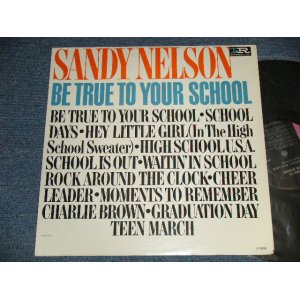 SANDY NELSON
BE TRUE TO YOUR SCHOOL
BE TRUE TO YOUR SCHOOL • SCHOOL
DAYS • HEY LITTLE GIRL (In The High
School Sweater) • HIGH SCHOOL U.S.A.
SCHOOL IS OUT • WAITIN' IN SCHOOL
ROCK AROUND THE CLOCK • CHEER
LEADER • MOMENTS TO REMEMBER
CHARLIE BROWN • GRADUATION DAY
TEEN MARCH